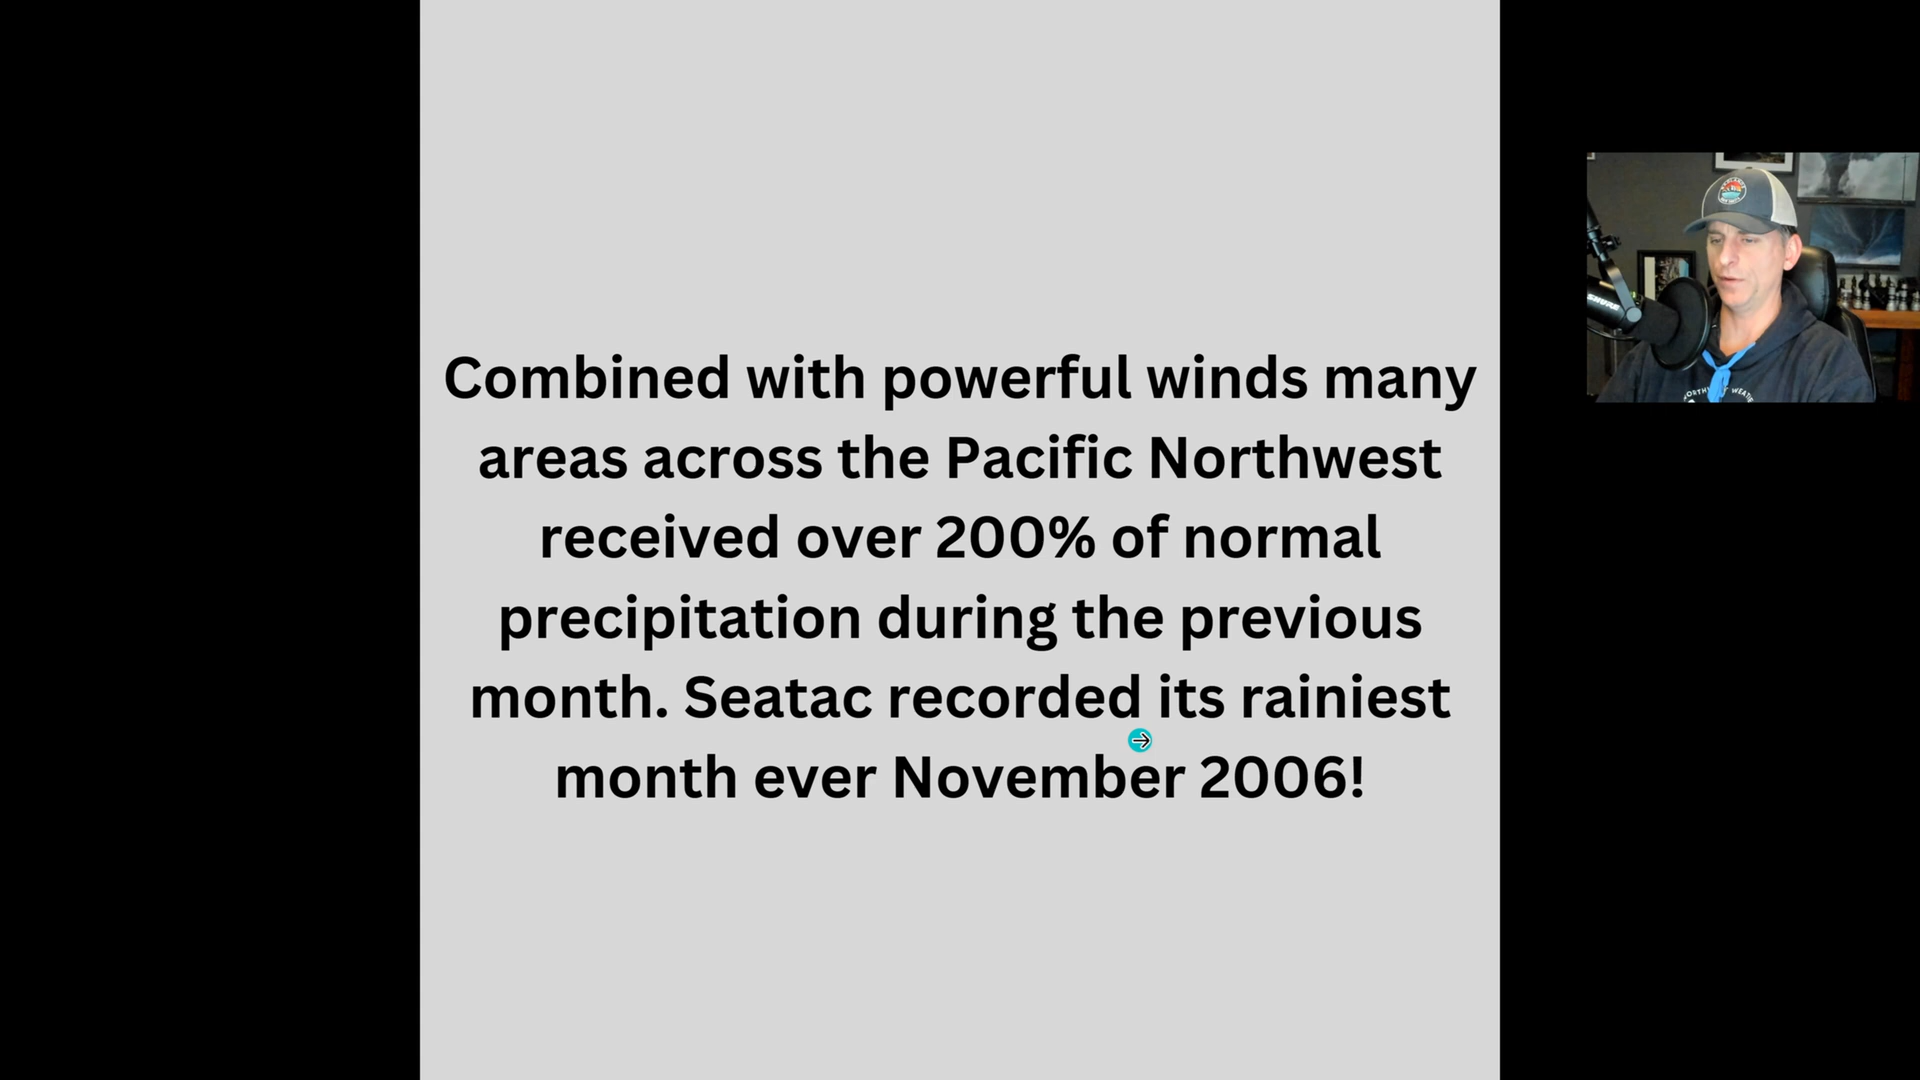 Combined with powerful winds many
areas across the Pacific Northwest
received over 200% of normal
precipitation during the previous
month. Seatac recorded its rainiest
month ever November 2006!
SHURE